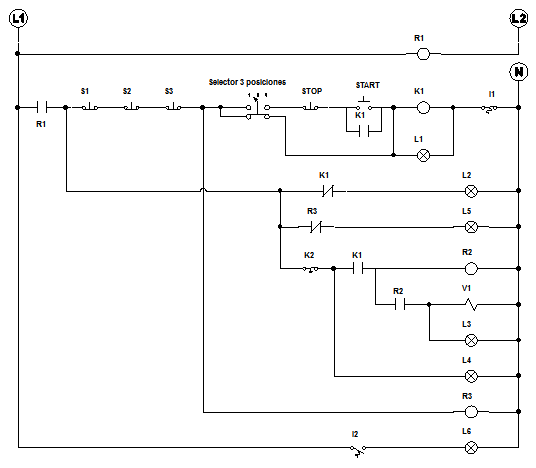 L1
L2
R1
N
S1
S2
S3
Selector 3 posiciones
STOP
START
K1
I1
R1
K1
L1
K1
L2
R3
L5
K2
K1
R2
R2
V1
L3
L4
R3
I2
L6